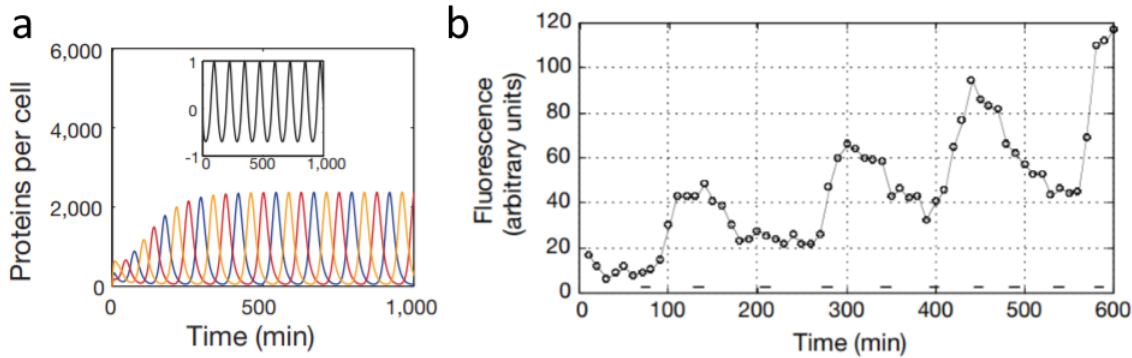 a
Proteins per cell
6,000
4,000
2,000
0
1
0
-1
0 500 1,000
0 500 1,000
Time (min)
b
Fluorescence
(arbitrary units)
120
100
80
60
40
20
0
0 100 200 300 400 500 600
Time (min)